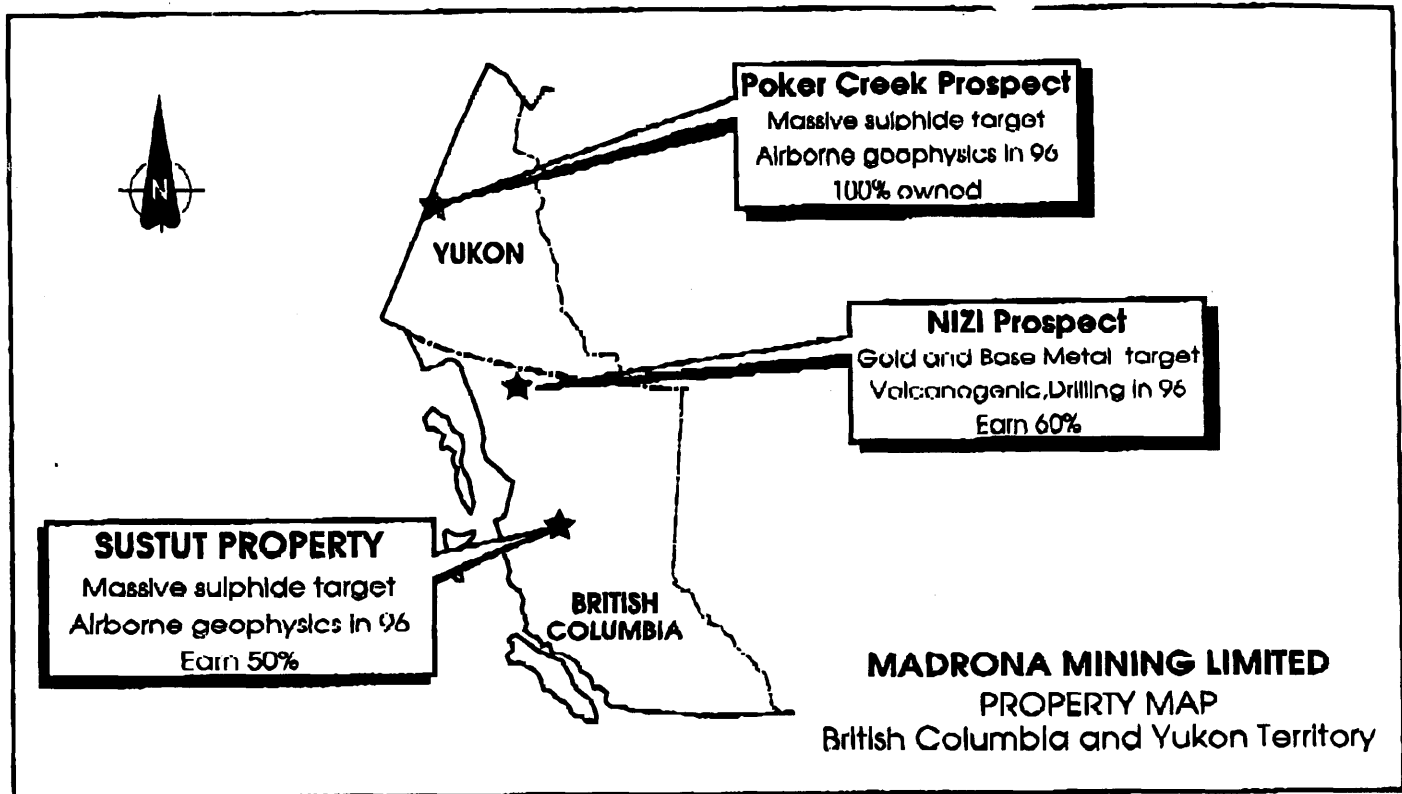 Poker Creek Prospect
Massive sulphide target
Airborne geophysics in 96
100% owned
N
YUKON
NIZI Prospect
Gold and Base Metal target
Volcanogenic, Drilling in 96
Earn 60%
SUSTUT PROPERTY
Massive sulphide target
Airborne geophysics in 96
Earn 50%
BRITISH
COLUMBIA
MADRONA MINING LIMITED
PROPERTY MAP
British Columbia and Yukon Territory